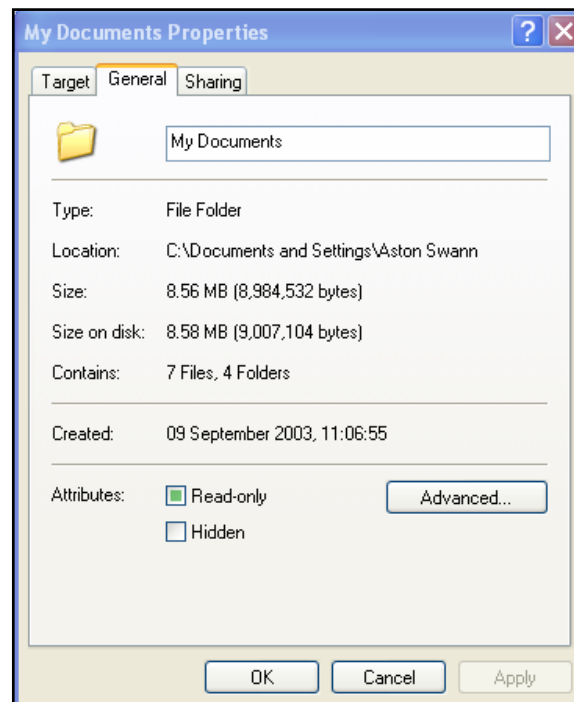 My Documents Properties
Target General Sharing
My Documents
Type: File Folder
Location: C:\Documents and Settings\Aston Swann
Size: 8.56 MB (8,984,532 bytes)
Size on disk: 8.58 MB (9,007,104 bytes)
Contains: 7 Files, 4 Folders
Created: 09 September 2003, 11:06:55
Attributes: Read-only Advanced...
Hidden
OK Cancel Apply